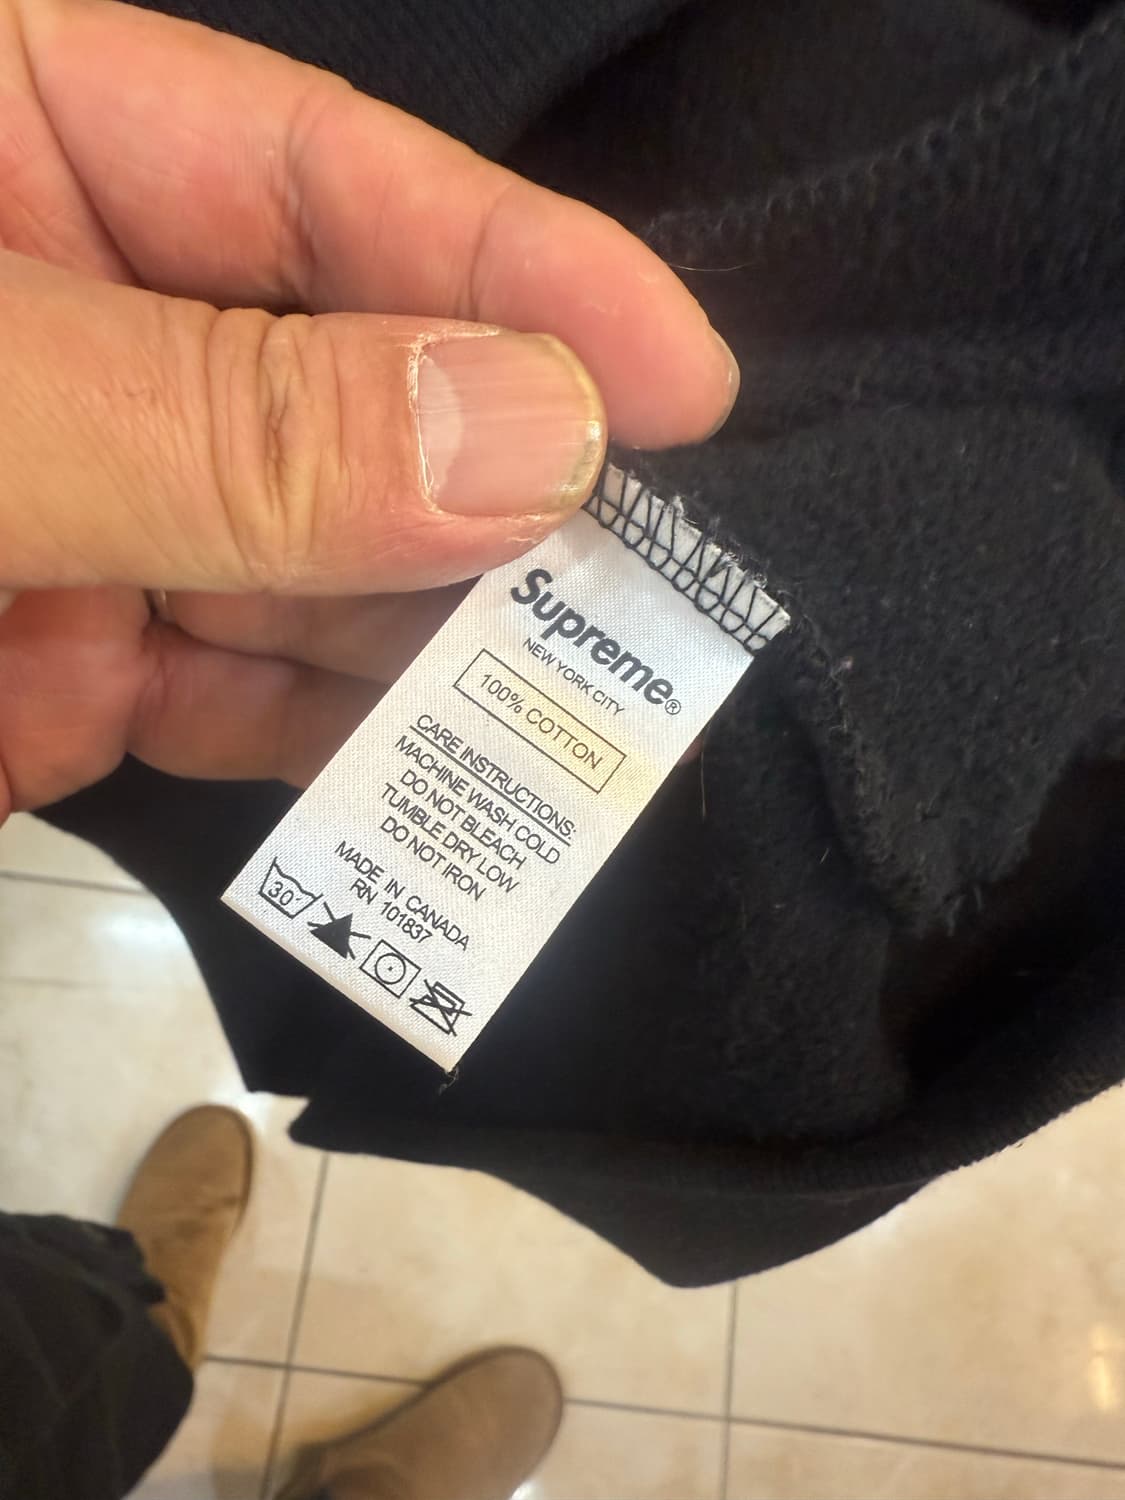 Supreme®
NEW YORK CITY
100% COTTON
CARE INSTRUCTIONS:
MACHINE WASH COLD
DO NOT BLEACH
TUMBLE DRY LOW
DO NOT IRON
MADE IN CANADA
RN 101837
30°